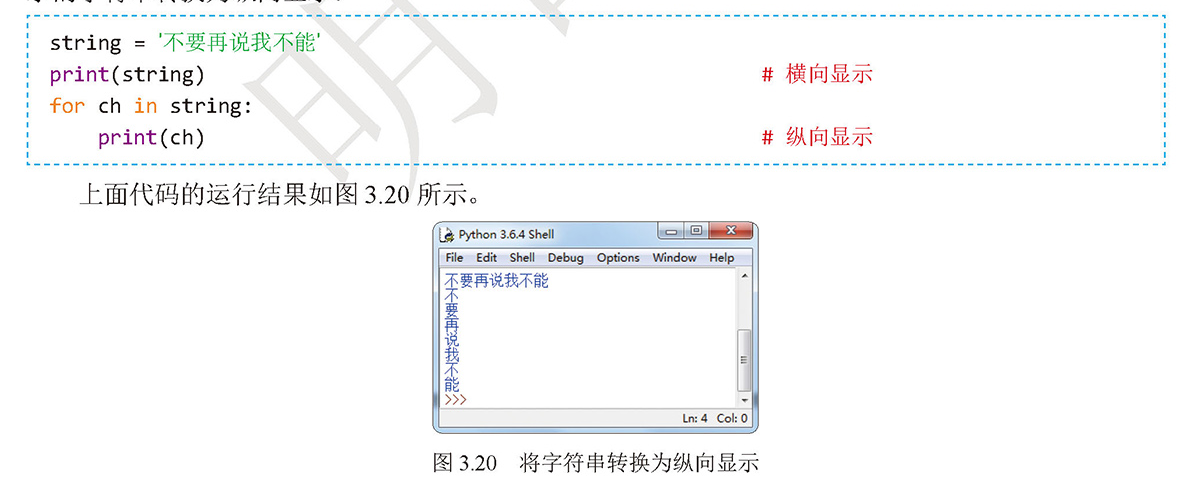 string = '不要再说我不能'
print(string) # 横向显示
for ch in string:
    print(ch) # 纵向显示
上面代码的运行结果如图 3.20 所示。
Python 3.6.4 Shell
File Edit Shell Debug Options Window Help
不要再说我不能
不
要
再
说
我
不
能
>>>
Ln: 4 Col: 0
图 3.20 将字符串转换为纵向显示